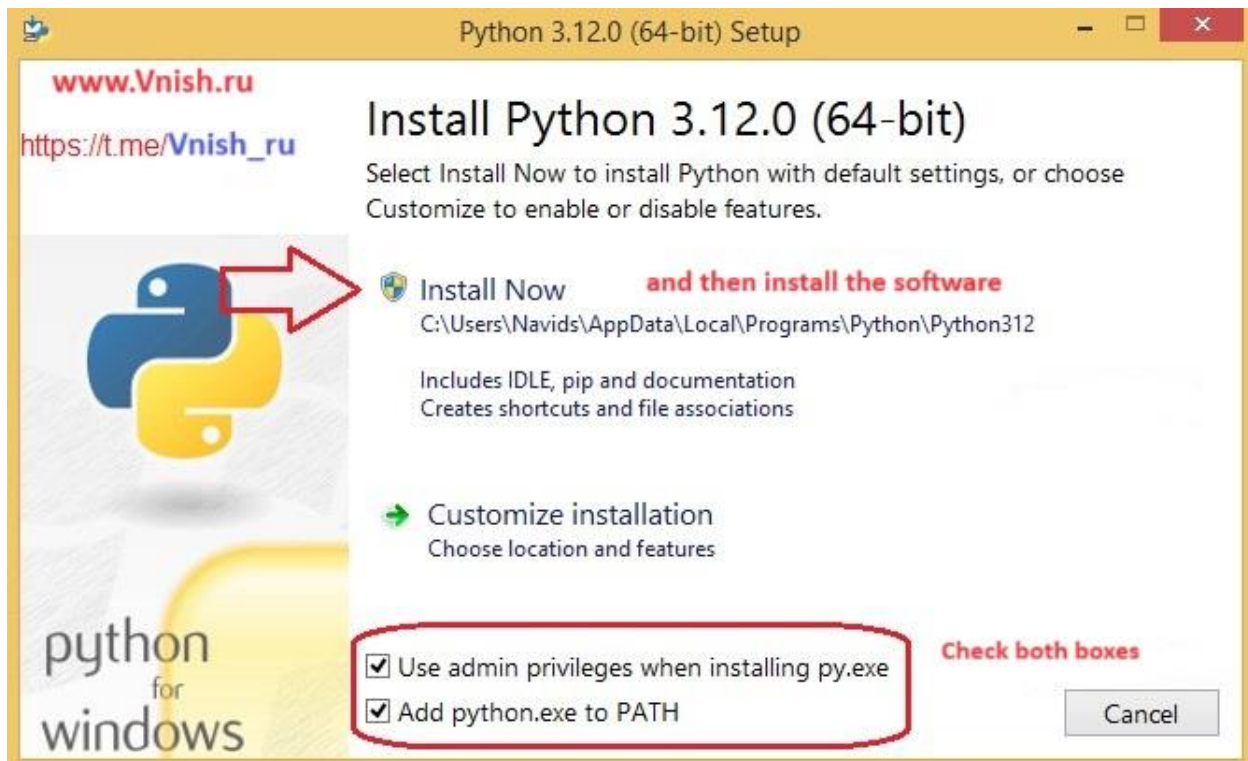 Python 3.12.0 (64-bit) Setup
www.Vnish.ru
https://t.me/Vnish_ru
Install Python 3.12.0 (64-bit)
Select Install Now to install Python with default settings, or choose
Customize to enable or disable features.
Install Now
and then install the software
C:\Users\Navids\AppData\Local\Programs\Python\Python312
Includes IDLE, pip and documentation
Creates shortcuts and file associations
Customize installation
Choose location and features
python
for
windows
Use admin privileges when installing py.exe
Add python.exe to PATH
Check both boxes
Cancel